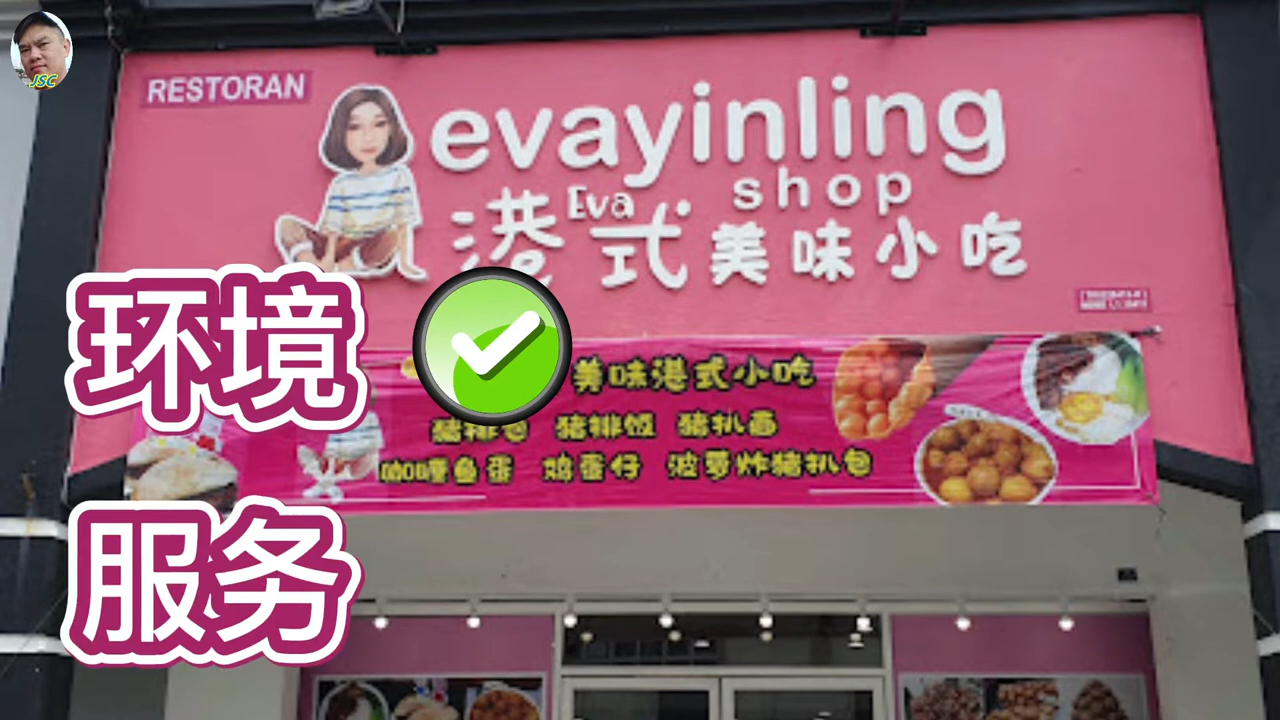 JSC
RESTORAN
evayinling
Eva shop
港式美味小吃
环境
美味港式小吃
猪排包 猪排饭 猪扒面
咖喱鱼蛋 鸡蛋仔 菠萝炸猪扒包
服务